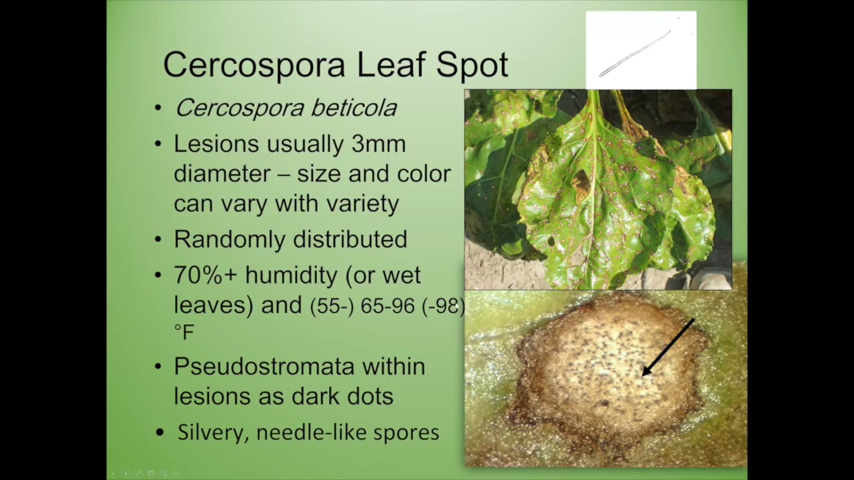 Cercospora Leaf Spot
• Cercospora beticola
• Lesions usually 3mm
diameter – size and color
can vary with variety
• Randomly distributed
• 70%+ humidity (or wet
leaves) and (55-) 65-96 (-98)
°F
• Pseudostromata within
lesions as dark dots
• Silvery, needle-like spores